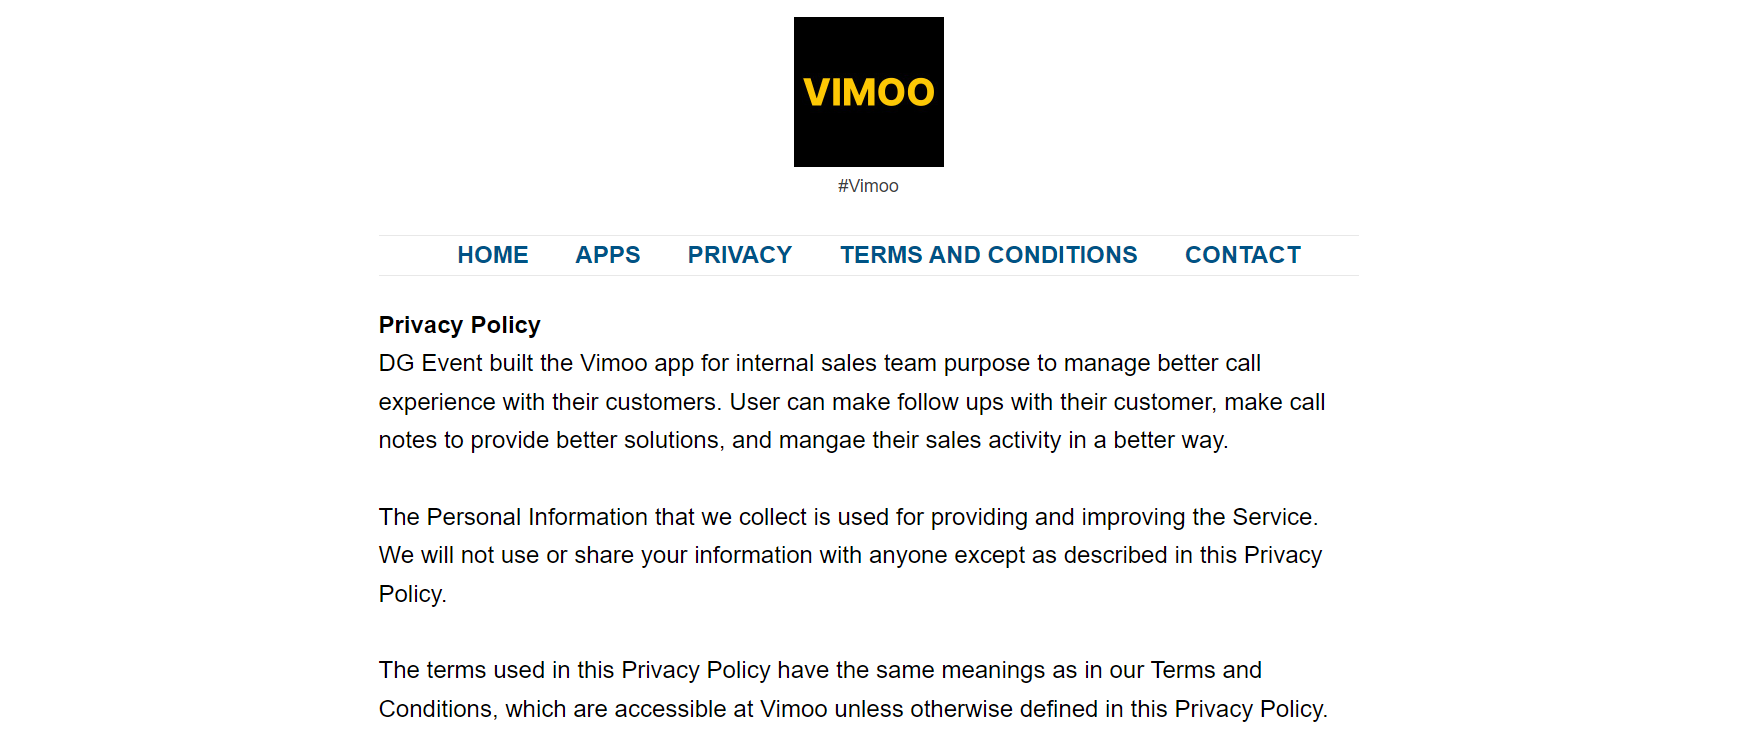 VIMOO
#Vimoo
HOME APPS PRIVACY TERMS AND CONDITIONS CONTACT
Privacy Policy
DG Event built the Vimoo app for internal sales team purpose to manage better call
experience with their customers. User can make follow ups with their customer, make call
notes to provide better solutions, and mangae their sales activity in a better way.
The Personal Information that we collect is used for providing and improving the Service.
We will not use or share your information with anyone except as described in this Privacy
Policy.
The terms used in this Privacy Policy have the same meanings as in our Terms and
Conditions, which are accessible at Vimoo unless otherwise defined in this Privacy Policy.